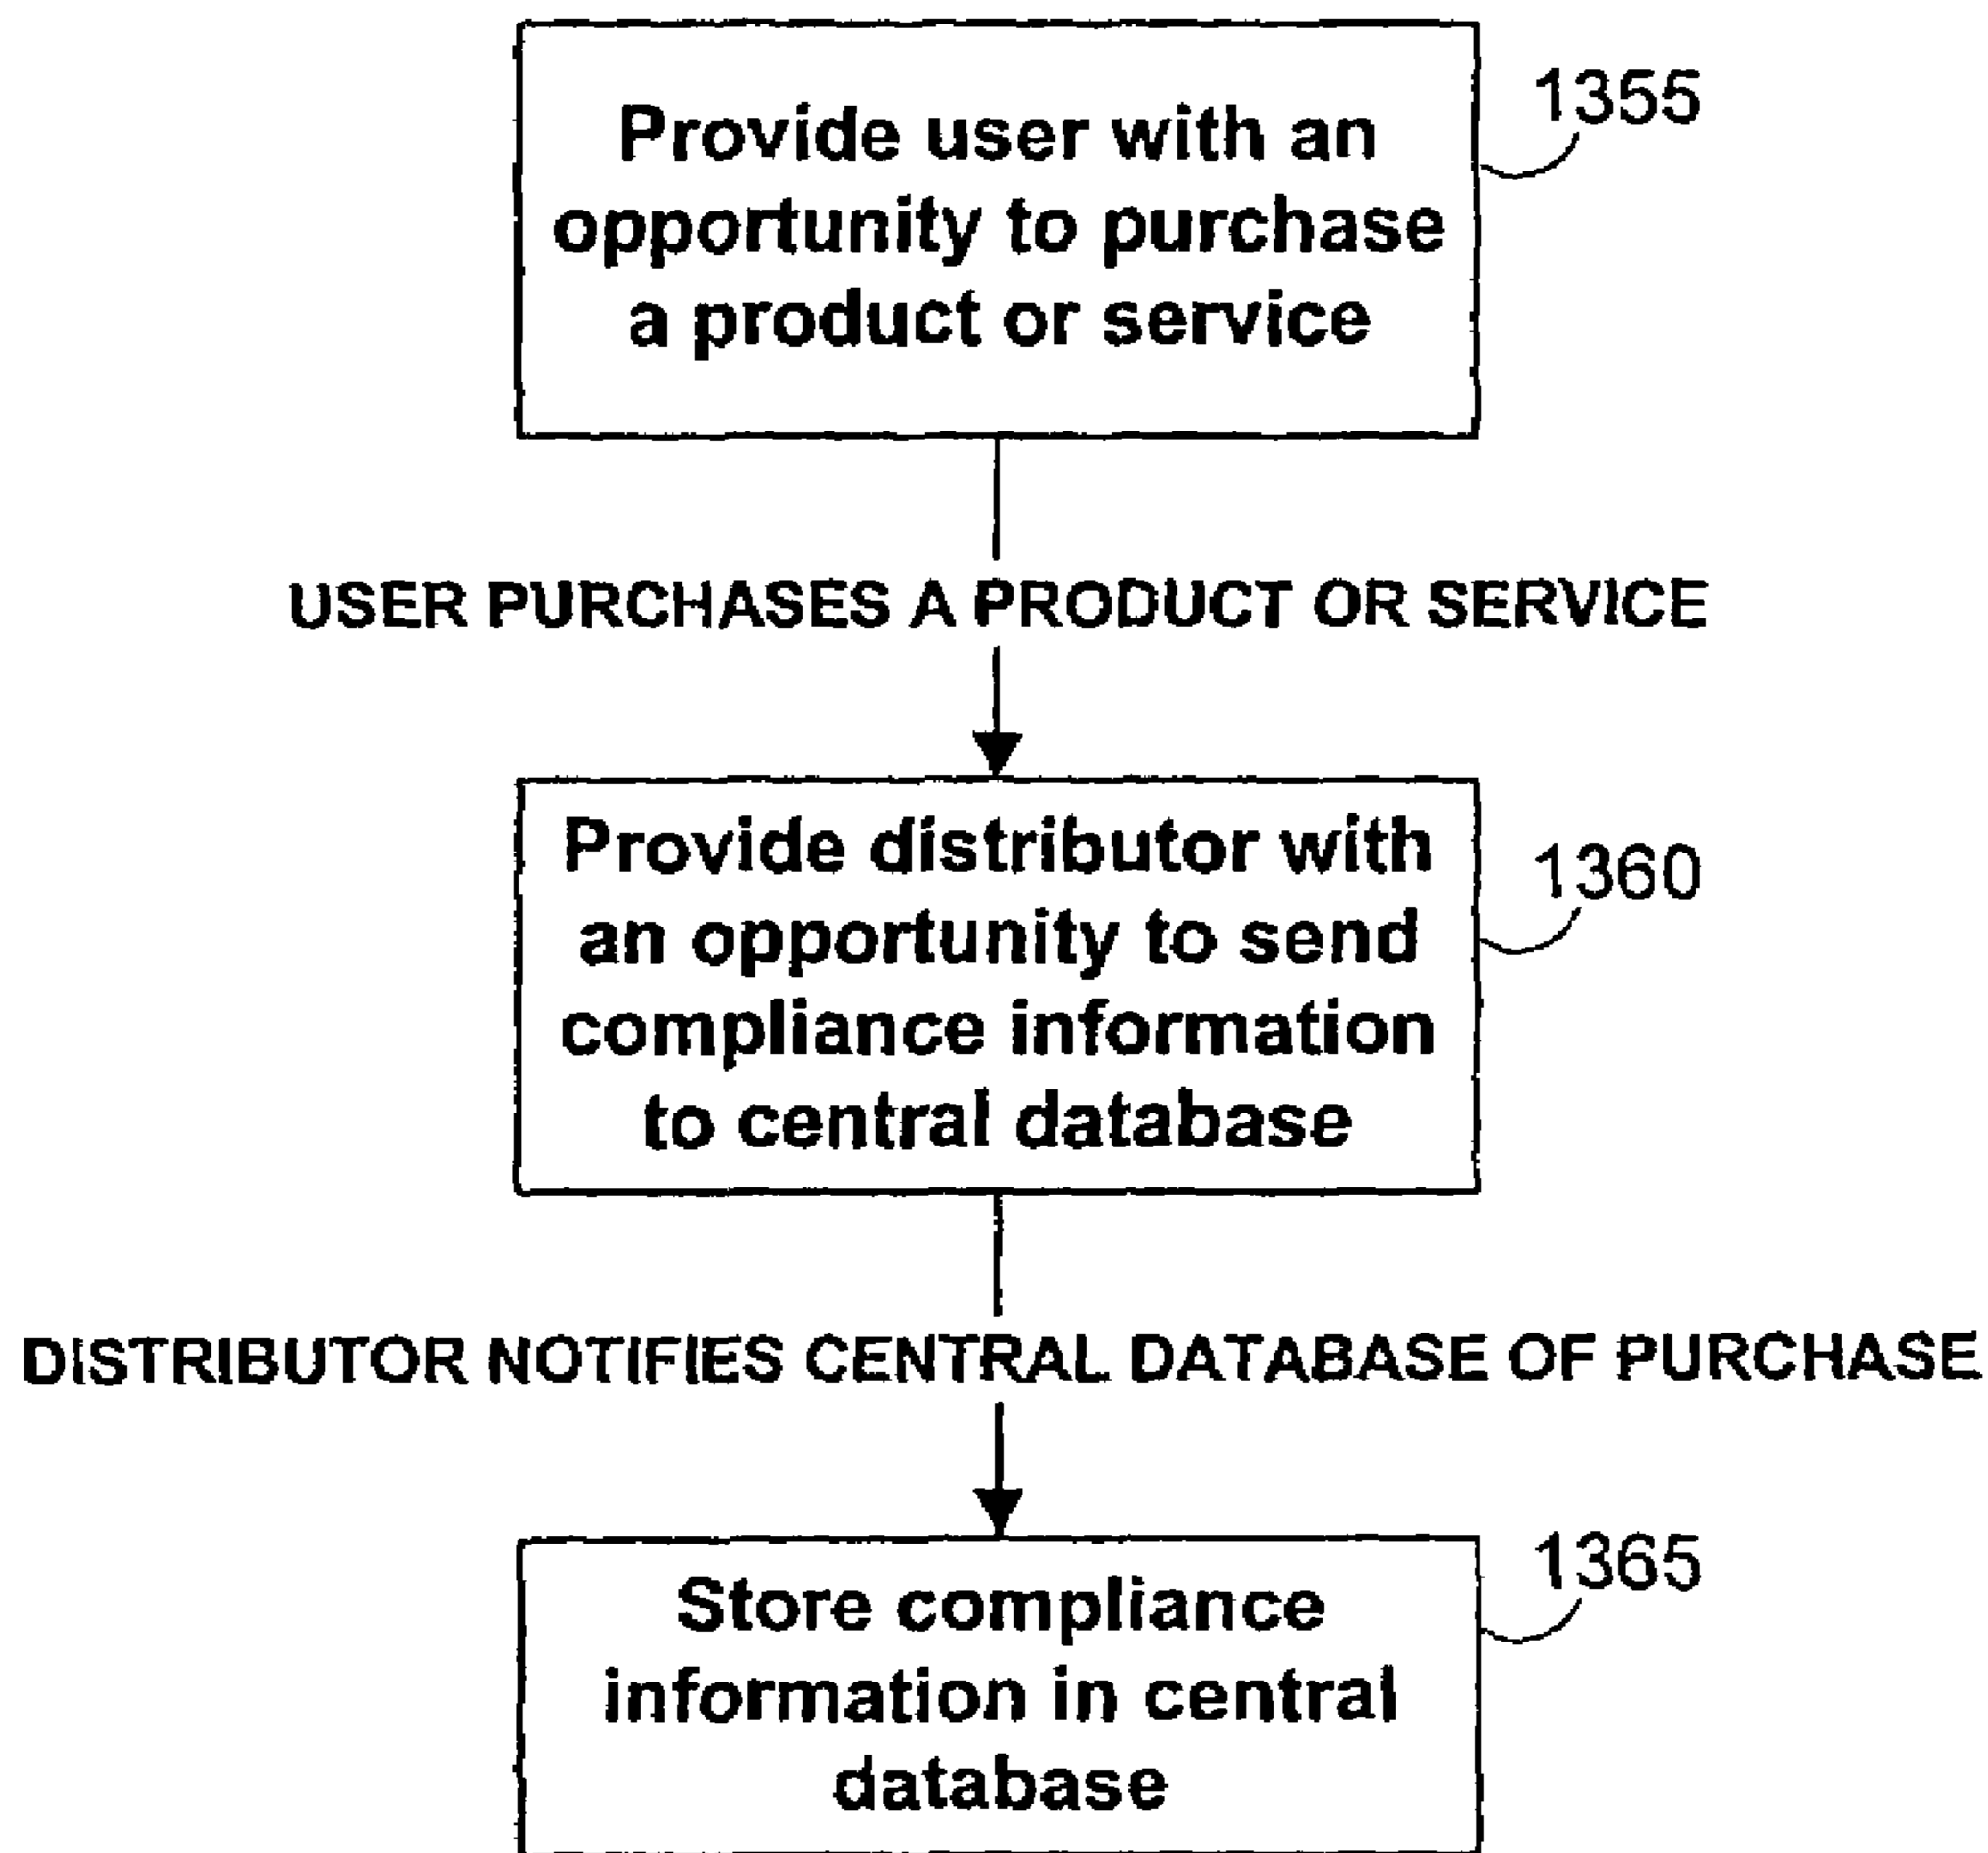 Provide user with an
opportunity to purchase
a product or service
1355
USER PURCHASES A PRODUCT OR SERVICE
Provide distributor with
an opportunity to send
compliance information
to central database
1360
DISTRIBUTOR NOTIFIES CENTRAL DATABASE OF PURCHASE
Store compliance
information in central
database
1365